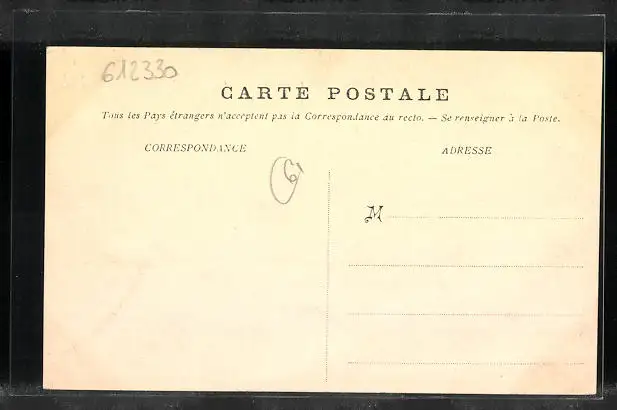 612330
CARTE POSTALE
Tous les Pays étrangers n'acceptent pas la Correspondance au recto. — Se renseigner à la Poste.
CORRESPONDANCE
ADRESSE
M